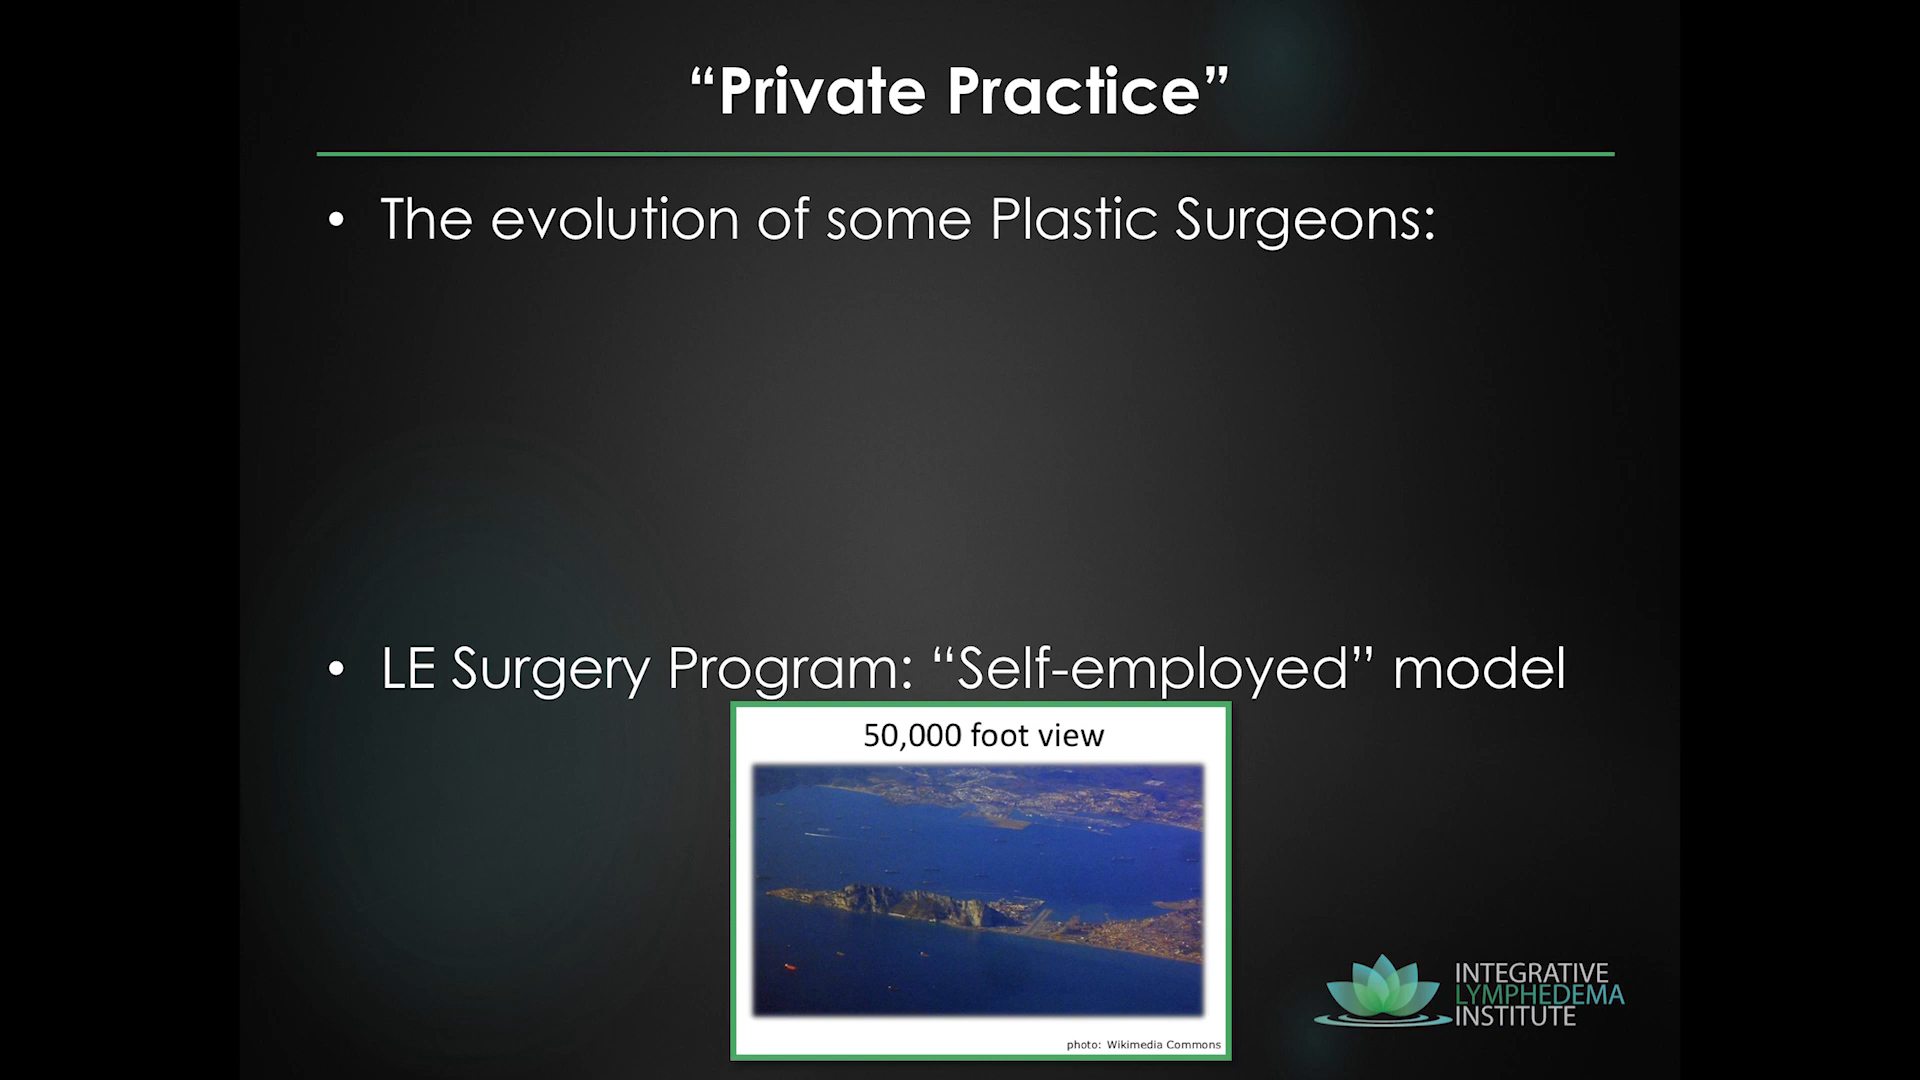 “Private Practice”
• The evolution of some Plastic Surgeons:
• LE Surgery Program: “Self-employed” model
50,000 foot view
photo: Wikimedia Commons
INTEGRATIVE
LYMPHEDEMA
INSTITUTE